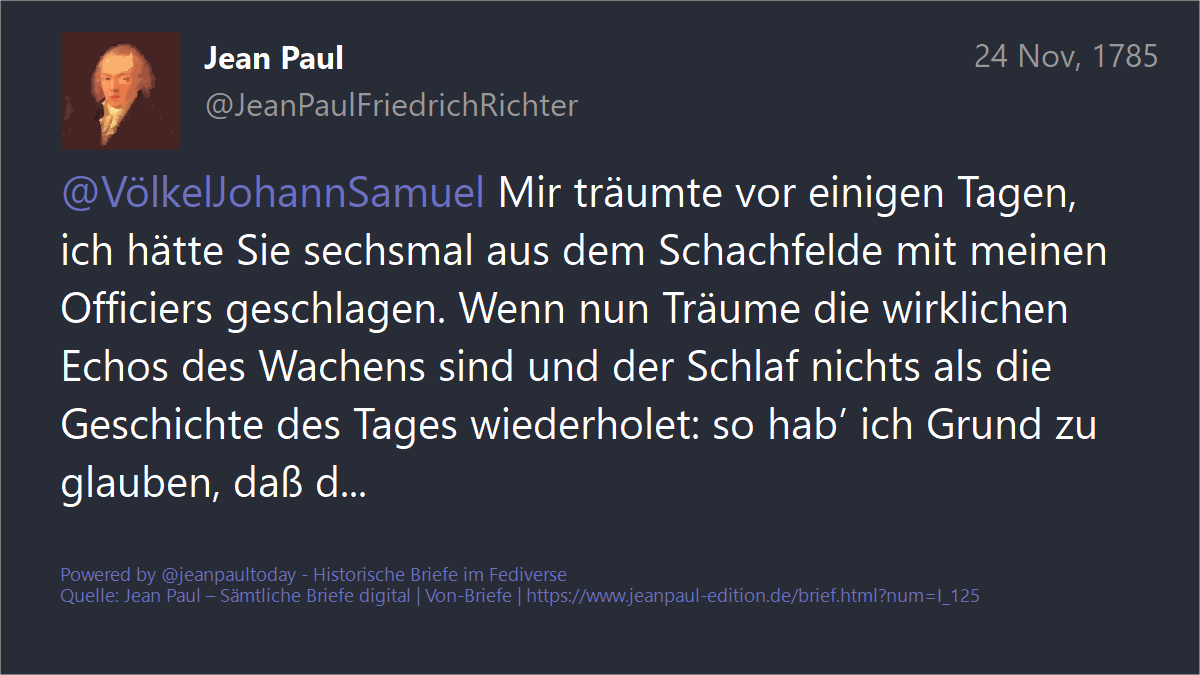 Jean Paul
24 Nov, 1785
@JeanPaulFriedrichRichter
@VölkelJohannSamuel Mir träumte vor einigen Tagen,
ich hätte Sie sechsmal aus dem Schachfelde mit meinen
Officiers geschlagen. Wenn nun Träume die wirklichen
Echos des Wachens sind und der Schlaf nichts als die
Geschichte des Tages wiederholet: so hab’ ich Grund zu
glauben, daß d...
Powered by @jeanpaultoday - Historische Briefe im Fediverse
Quelle: Jean Paul – Sämtliche Briefe digital | Von-Briefe | https://www.jeanpaul-edition.de/brief.html?num=I_125